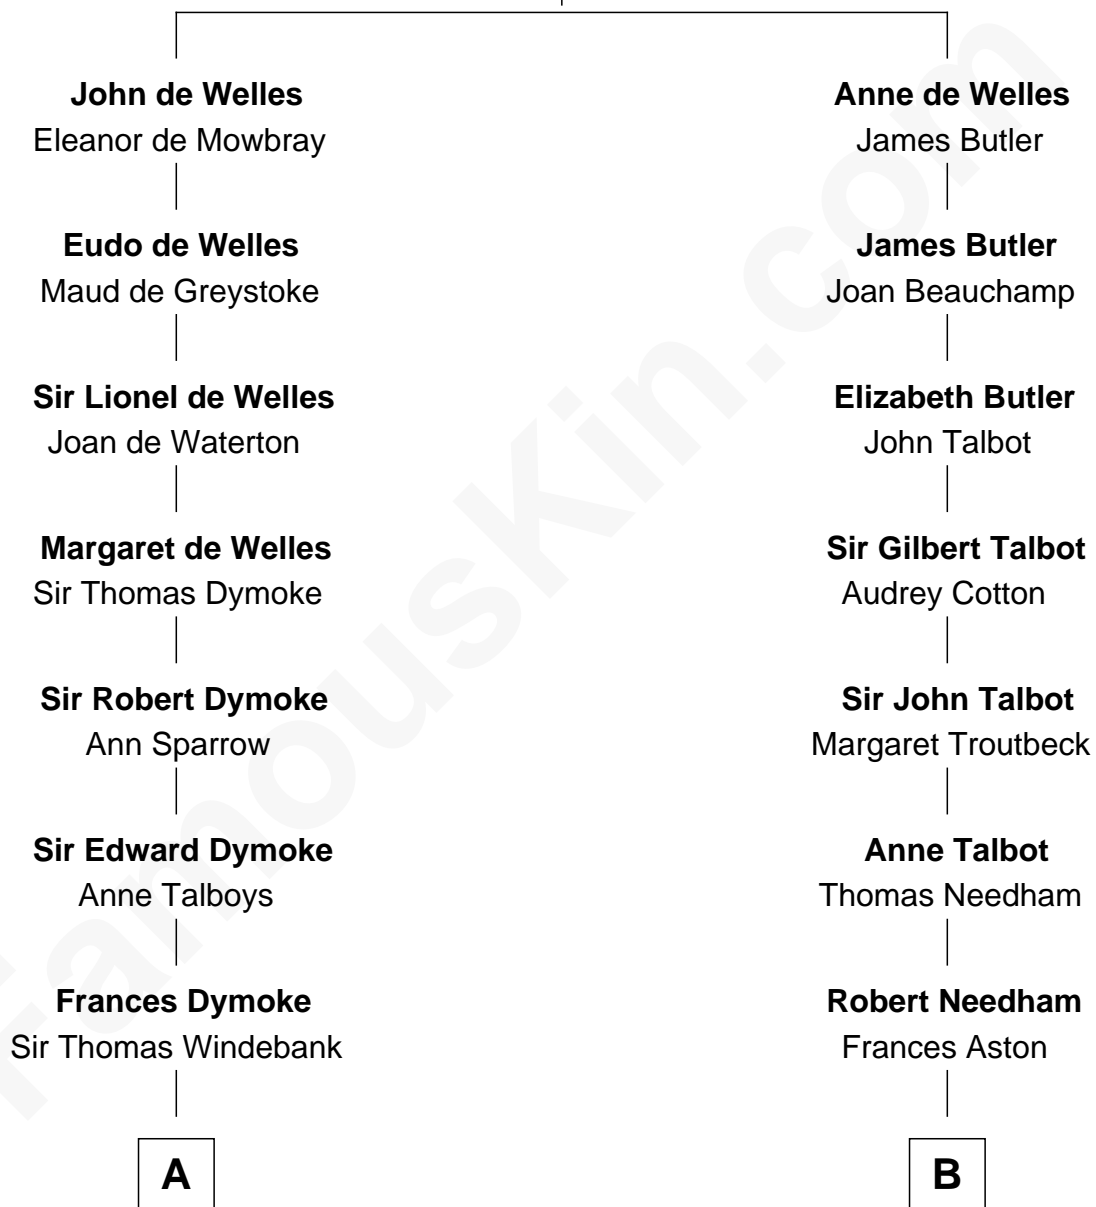 John de Welles
Eleanor de Mowbray
Eudo de Welles
Maud de Greystoke
Sir Lionel de Welles
Joan de Waterton
Margaret de Welles
Sir Thomas Dymoke
Sir Robert Dymoke
Ann Sparrow
Sir Edward Dymoke
Anne Talboys
Frances Dymoke
Sir Thomas Windebank
A
Anne de Welles
James Butler
James Butler
Joan Beauchamp
Elizabeth Butler
John Talbot
Sir Gilbert Talbot
Audrey Cotton
Sir John Talbot
Margaret Troutbeck
Anne Talbot
Thomas Needham
Robert Needham
Frances Aston
B
FamousKin.com